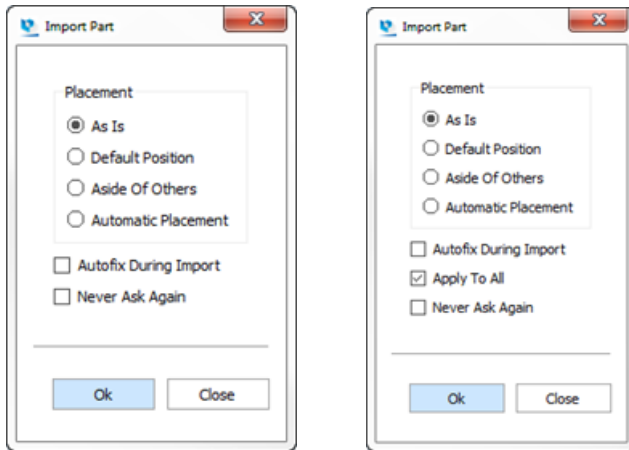 Import Part
Placement
As Is
Default Position
Aside Of Others
Automatic Placement
Autofix During Import
Never Ask Again
Ok
Close
Import Part
Placement
As Is
Default Position
Aside Of Others
Automatic Placement
Autofix During Import
Apply To All
Never Ask Again
Ok
Close